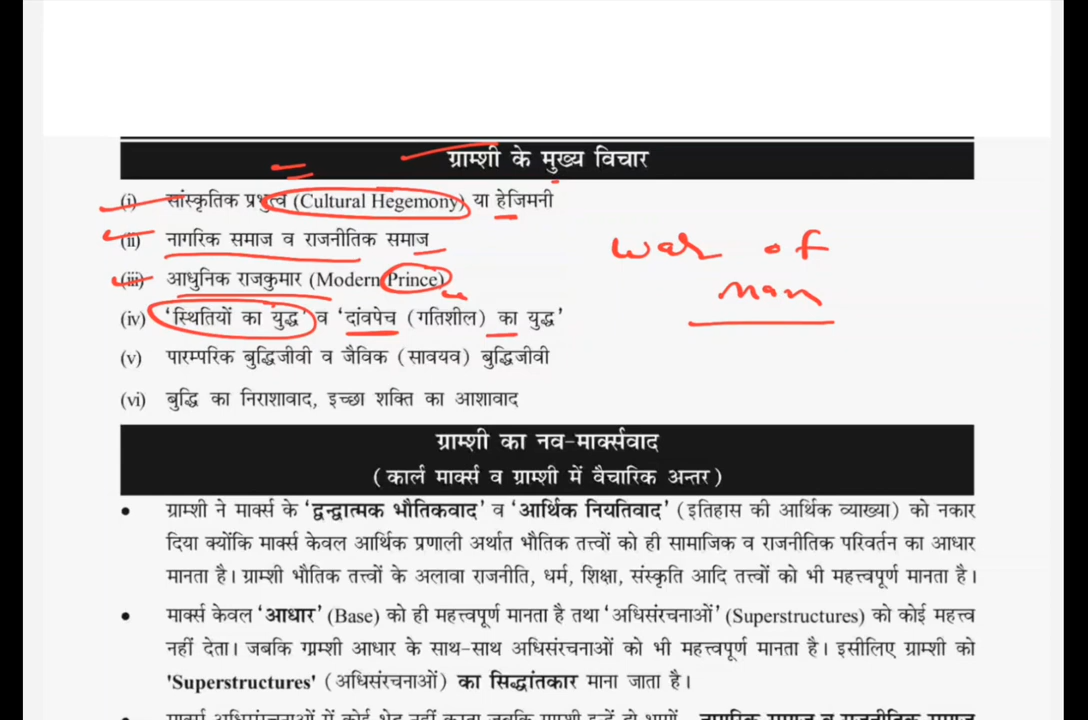 ग्राम्शी के मुख्य विचार
(i) सांस्कृतिक प्रभुत्व (Cultural Hegemony) या हेजिमनी
(ii) नागरिक समाज व राजनीतिक समाज
(iii) आधुनिक राजकुमार (Modern Prince)
(iv) 'स्थितियों का युद्ध' व 'दांवपेच (गतिशील) का युद्ध'
war of
man
(v) पारम्परिक बुद्धिजीवी व जैविक (सावयव) बुद्धिजीवी
(vi) बुद्धि का निराशावाद, इच्छा शक्ति का आशावाद
ग्राम्शी का नव-मार्क्सवाद
(कार्ल मार्क्स व ग्राम्शी में वैचारिक अन्तर)
• ग्राम्शी ने मार्क्स के 'द्वन्द्वात्मक भौतिकवाद' व 'आर्थिक नियतिवाद' (इतिहास की आर्थिक व्याख्या) को नकार
दिया क्योंकि मार्क्स केवल आर्थिक प्रणाली अर्थात भौतिक तत्त्वों को ही सामाजिक व राजनीतिक परिवर्तन का आधार
मानता है। ग्राम्शी भौतिक तत्त्वों के अलावा राजनीति, धर्म, शिक्षा, संस्कृति आदि तत्त्वों को भी महत्त्वपूर्ण मानता है।
• मार्क्स केवल 'आधार' (Base) को ही महत्त्वपूर्ण मानता है तथा 'अधिसंरचनाओं' (Superstructures) को कोई महत्त्व
नहीं देता। जबकि ग्राम्शी आधार के साथ-साथ अधिसंरचनाओं को भी महत्त्वपूर्ण मानता है। इसीलिए ग्राम्शी को
'Superstructures' (अधिसंरचनाओं) का सिद्धांतकार माना जाता है।